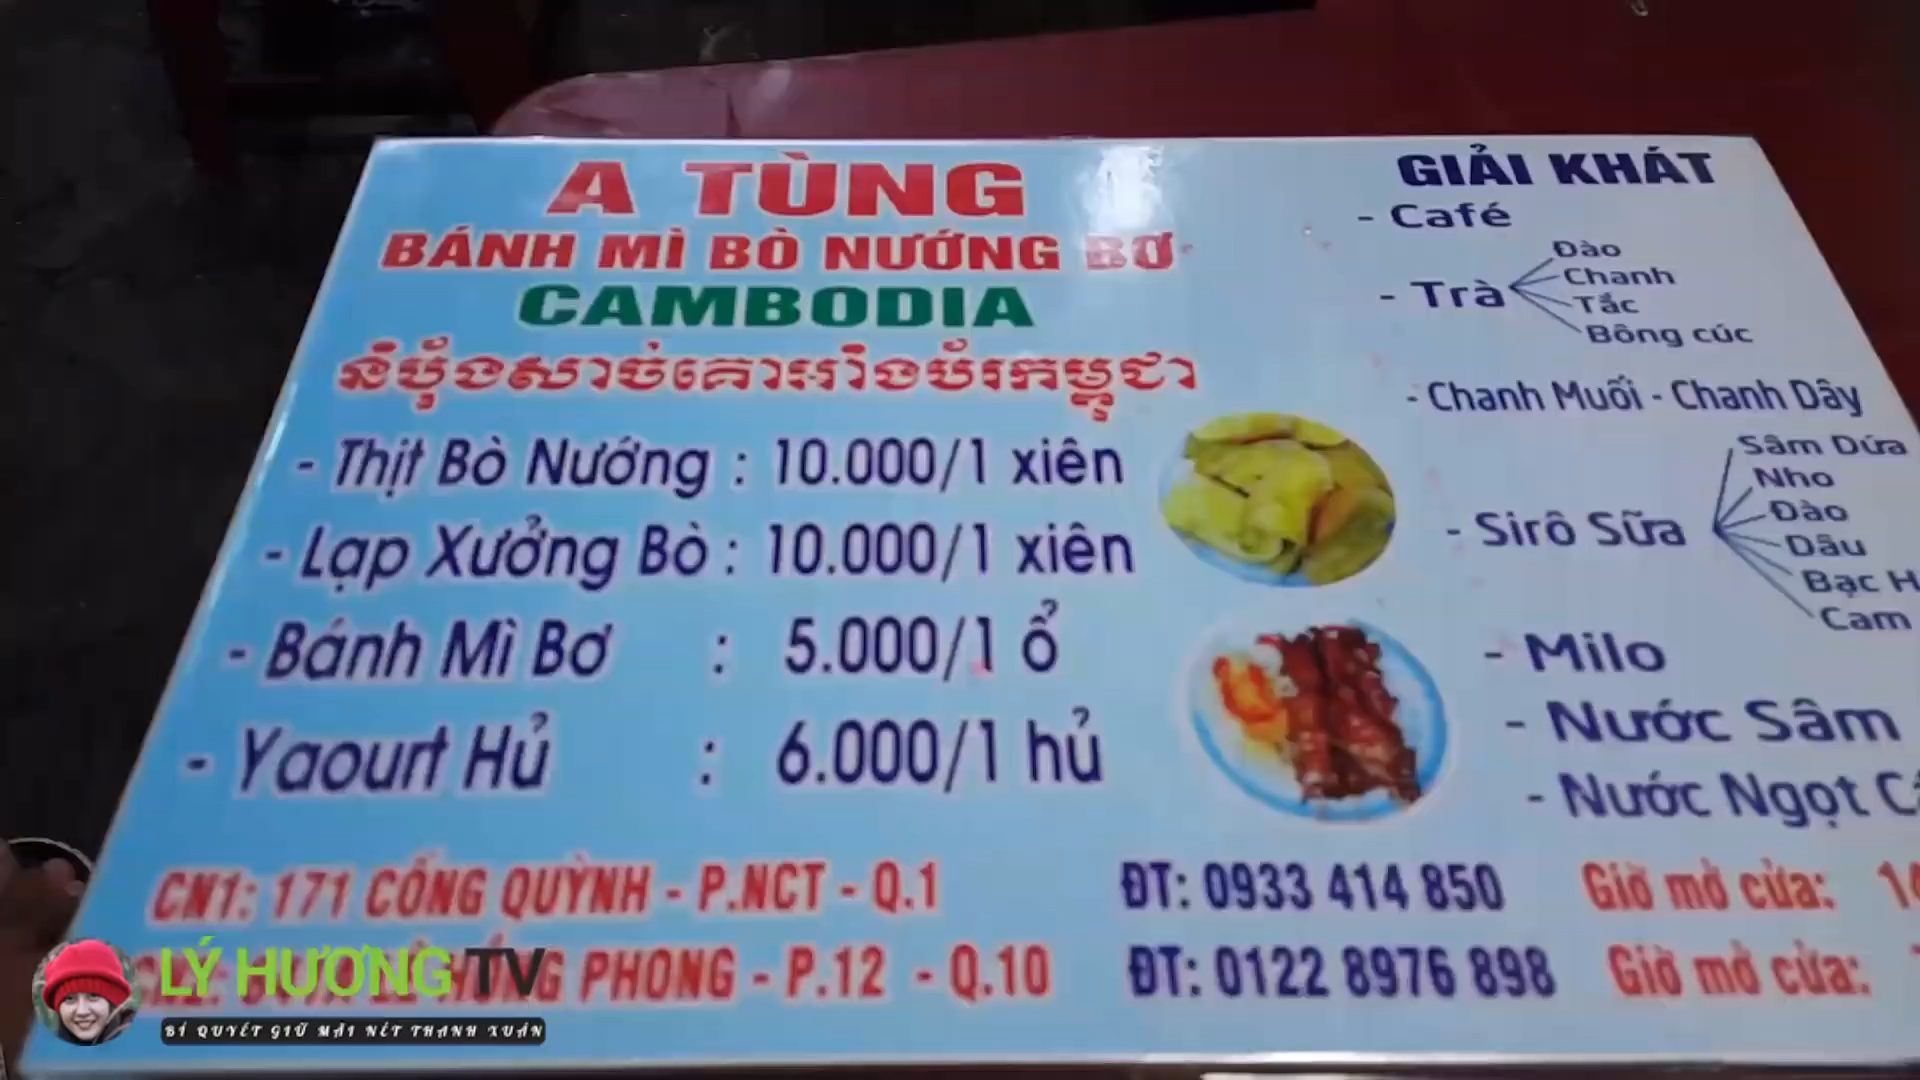 A TÙNG
BÁNH MÌ BÒ NƯỚNG BƠ
CAMBODIA
នំប៉័ងសាច់គោអាំងប័រកម្ពុជា
- Thịt Bò Nướng : 10.000/1 xiên
- Lạp Xưởng Bò : 10.000/1 xiên
- Bánh Mì Bơ : 5.000/1 ổ
- Yaourt Hủ : 6.000/1 hủ
GIẢI KHÁT
- Café
- Trà
Đào
Chanh
Tắc
Bông cúc
- Chanh Muối - Chanh Dây
- Sirô Sữa
Sâm Dứa
Nho
Đào
Dâu
Bạc
Cam
- Milo
- Nước Sâm
- Nước Ngọt
CN1: 171 CỐNG QUỲNH - P.NCT - Q.1 ĐT: 0933 414 850 Giờ mở cửa:
HỒNG PHONG - P.12 - Q.10 ĐT: 0122 8976 898 Giờ mở cửa:
LÝ HƯƠNG TV
BÍ QUYẾT GIỮ MÃI NÉT THANH XUÂN